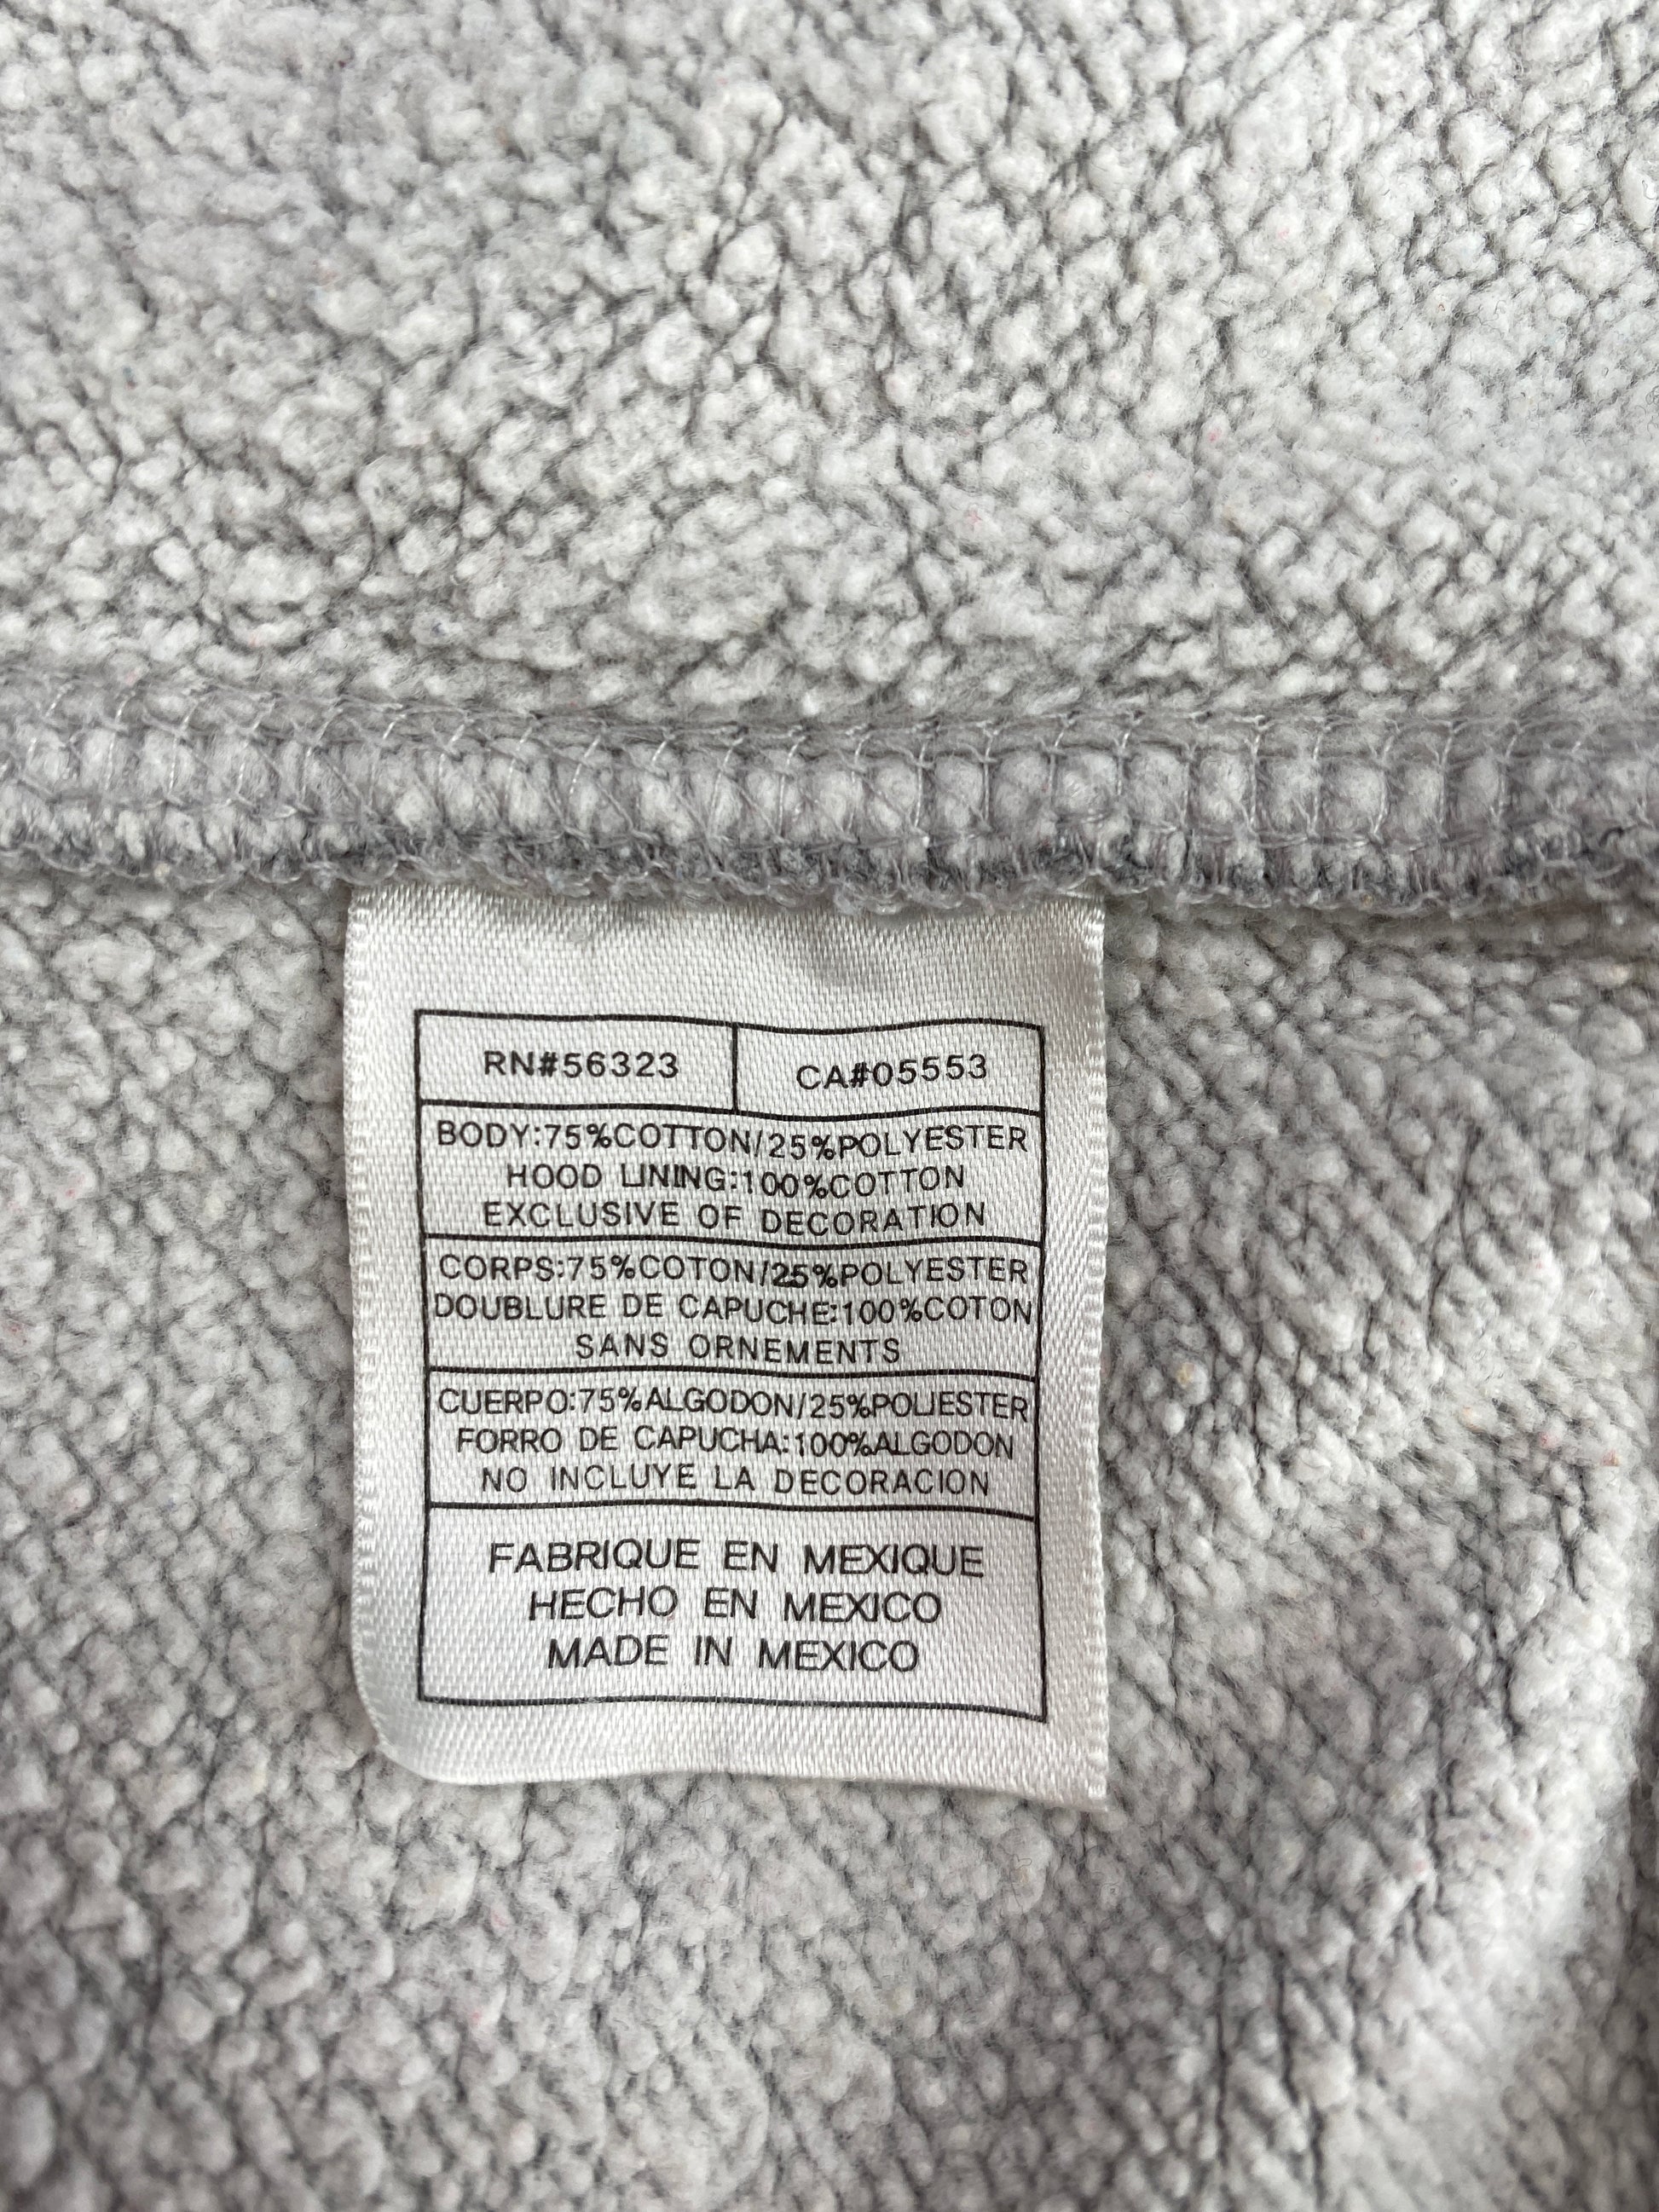 RN#56323 CA#05553
BODY:75%COTTON/25%POLYESTER
HOOD LINING:100%COTTON
EXCLUSIVE OF DECORATION
CORPS:75%COTON/25%POLYESTER
DOUBLURE DE CAPUCHE:100%COTON
SANS ORNEMENTS
CUERPO:75%ALGODON/25%POLIESTER
FORRO DE CAPUCHA:100%ALGODON
NO INCLUYE LA DECORACION
FABRIQUE EN MEXIQUE
HECHO EN MEXICO
MADE IN MEXICO